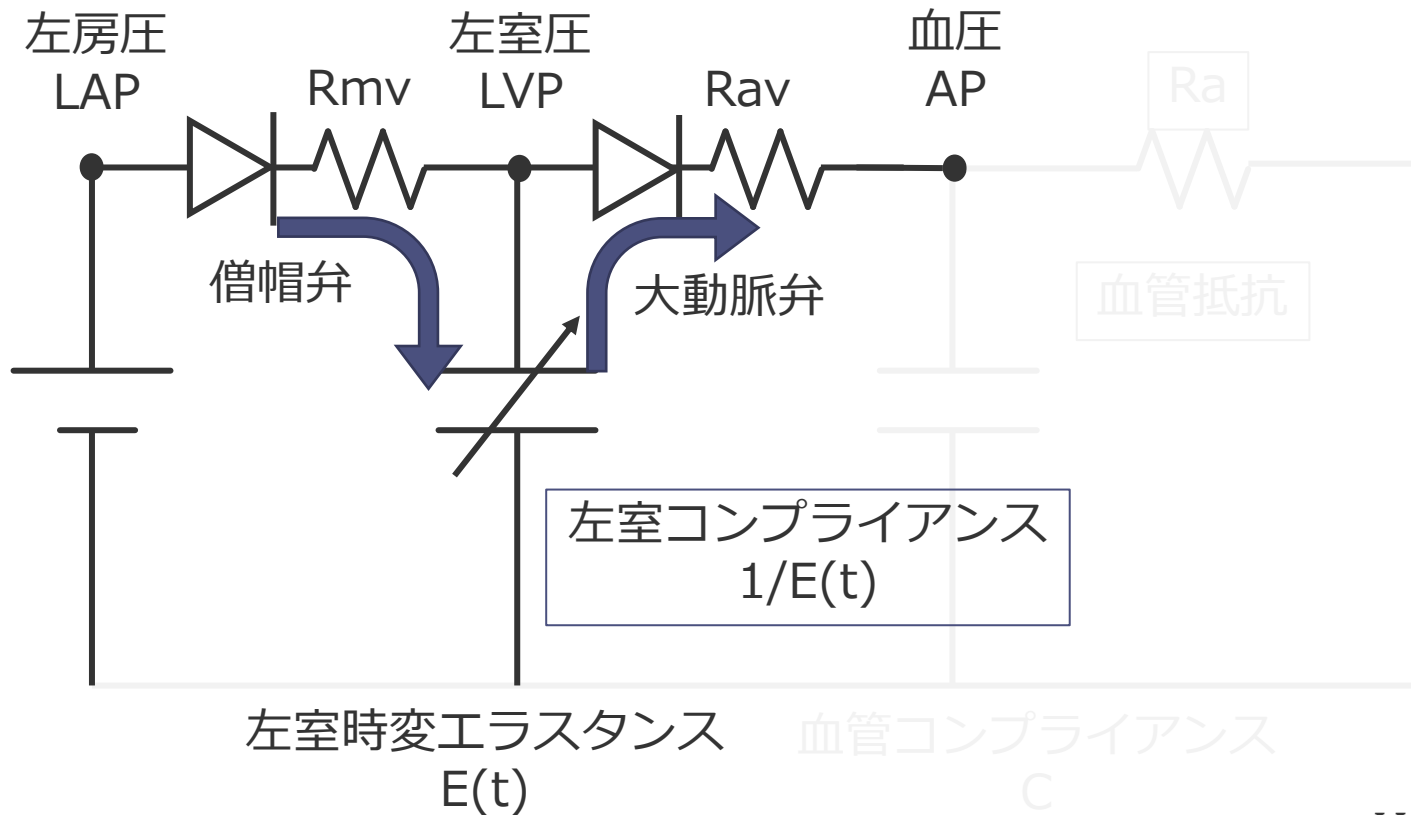 左房圧
LAP
Rmv
左室圧
LVP
Rav
血圧
AP
Ra
僧帽弁
大動脈弁
血管抵抗
左室コンプライアンス
1/E(t)
左室時変エラスタンス
E(t)
血管コンプライアンス
C